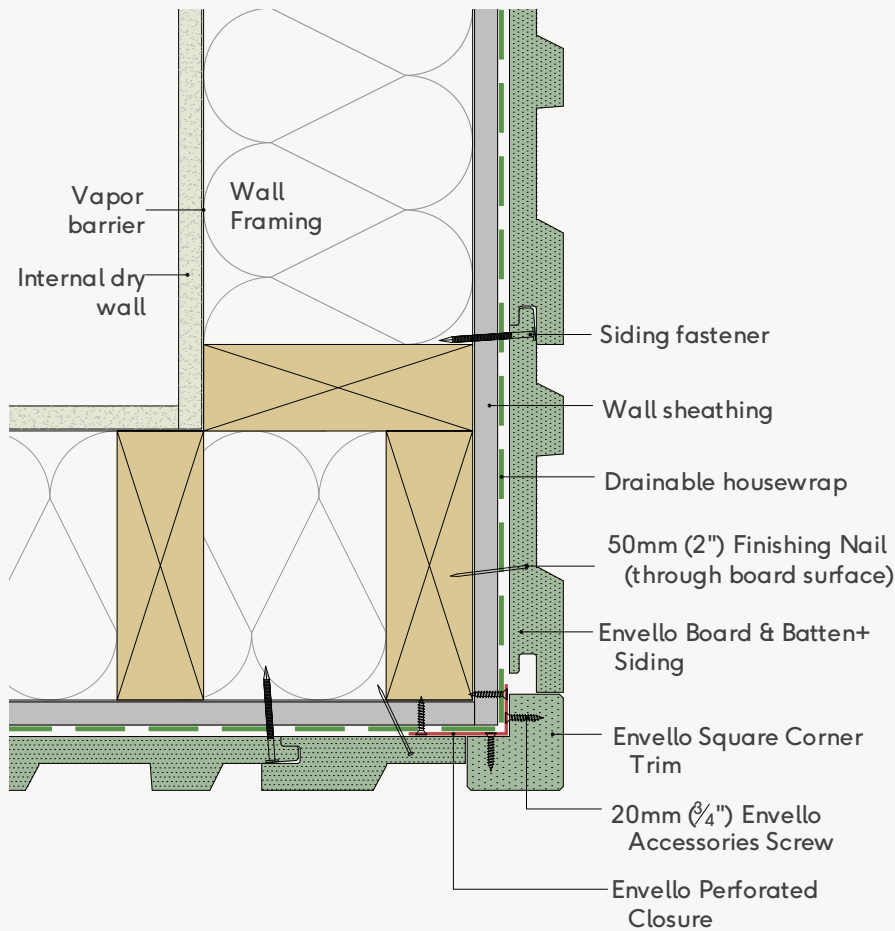 Vapor
barrier
Wall
Framing
Internal dry
wall
Siding fastener
Wall sheathing
Drainable housewrap
50mm (2") Finishing Nail
(through board surface)
Envello Board & Batten+
Siding
Envello Square Corner
Trim
20mm (¾") Envello
Accessories Screw
Envello Perforated
Closure